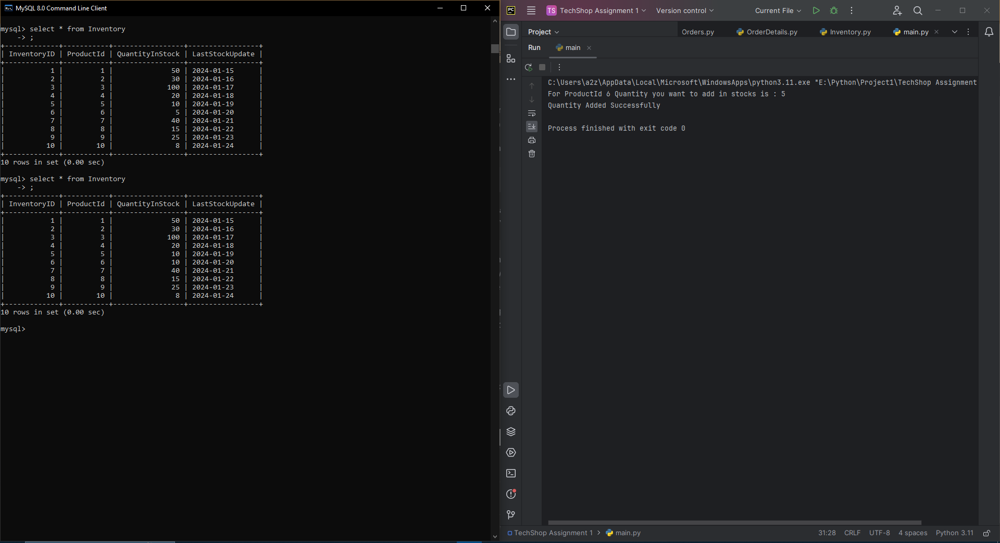 MySQL 8.0 Command Line Client
mysql> select * from Inventory
    -> ;
+-------------+-----------+-----------------+-----------------+
| InventoryID | ProductId | QuantityInStock | LastStockUpdate |
+-------------+-----------+-----------------+-----------------+
|           1 |         1 |              50 | 2024-01-15      |
|           2 |         2 |              30 | 2024-01-16      |
|           3 |         3 |             100 | 2024-01-17      |
|           4 |         4 |              20 | 2024-01-18      |
|           5 |         5 |              10 | 2024-01-19      |
|           6 |         6 |               5 | 2024-01-20      |
|           7 |         7 |              40 | 2024-01-21      |
|           8 |         8 |              15 | 2024-01-22      |
|           9 |         9 |              25 | 2024-01-23      |
|          10 |        10 |               8 | 2024-01-24      |
+-------------+-----------+-----------------+-----------------+
10 rows in set (0.00 sec)
mysql> select * from Inventory
    -> ;
+-------------+-----------+-----------------+-----------------+
| InventoryID | ProductId | QuantityInStock | LastStockUpdate |
+-------------+-----------+-----------------+-----------------+
|           1 |         1 |              50 | 2024-01-15      |
|           2 |         2 |              30 | 2024-01-16      |
|           3 |         3 |             100 | 2024-01-17      |
|           4 |         4 |              20 | 2024-01-18      |
|           5 |         5 |              10 | 2024-01-19      |
|           6 |         6 |              10 | 2024-01-20      |
|           7 |         7 |              40 | 2024-01-21      |
|           8 |         8 |              15 | 2024-01-22      |
|           9 |         9 |              25 | 2024-01-23      |
|          10 |        10 |               8 | 2024-01-24      |
+-------------+-----------+-----------------+-----------------+
10 rows in set (0.00 sec)
mysql>
PC TS TechShop Assignment 1 Version control Current File
Project Orders.py OrderDetails.py Inventory.py main.py
Run main
C:\Users\a2z\AppData\Local\Microsoft\WindowsApps\python3.11.exe "E:\Python\Project1\TechShop Assignment
For ProductId 6 Quantity you want to add in stocks is : 5
Quantity Added Successfully
Process finished with exit code 0
TechShop Assignment 1 > main.py 31:28 CRLF UTF-8 4 spaces Python 3.11